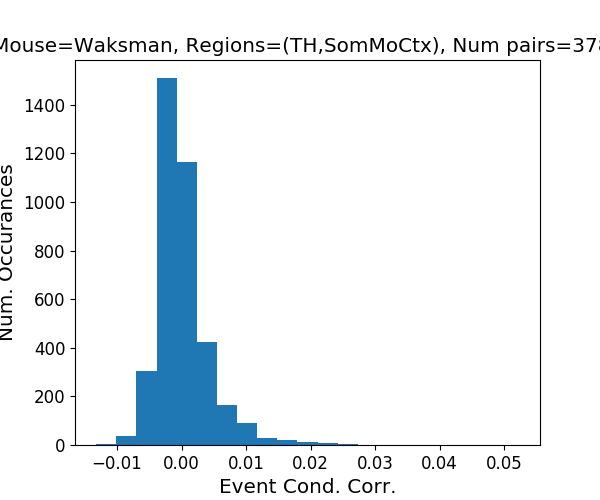 Mouse=Waksman, Regions=(TH,SomMoCtx), Num pairs=378
Num. Occurances
1400
1200
1000
800
600
400
200
0
−0.01 0.00 0.01 0.02 0.03 0.04 0.05
Event Cond. Corr.